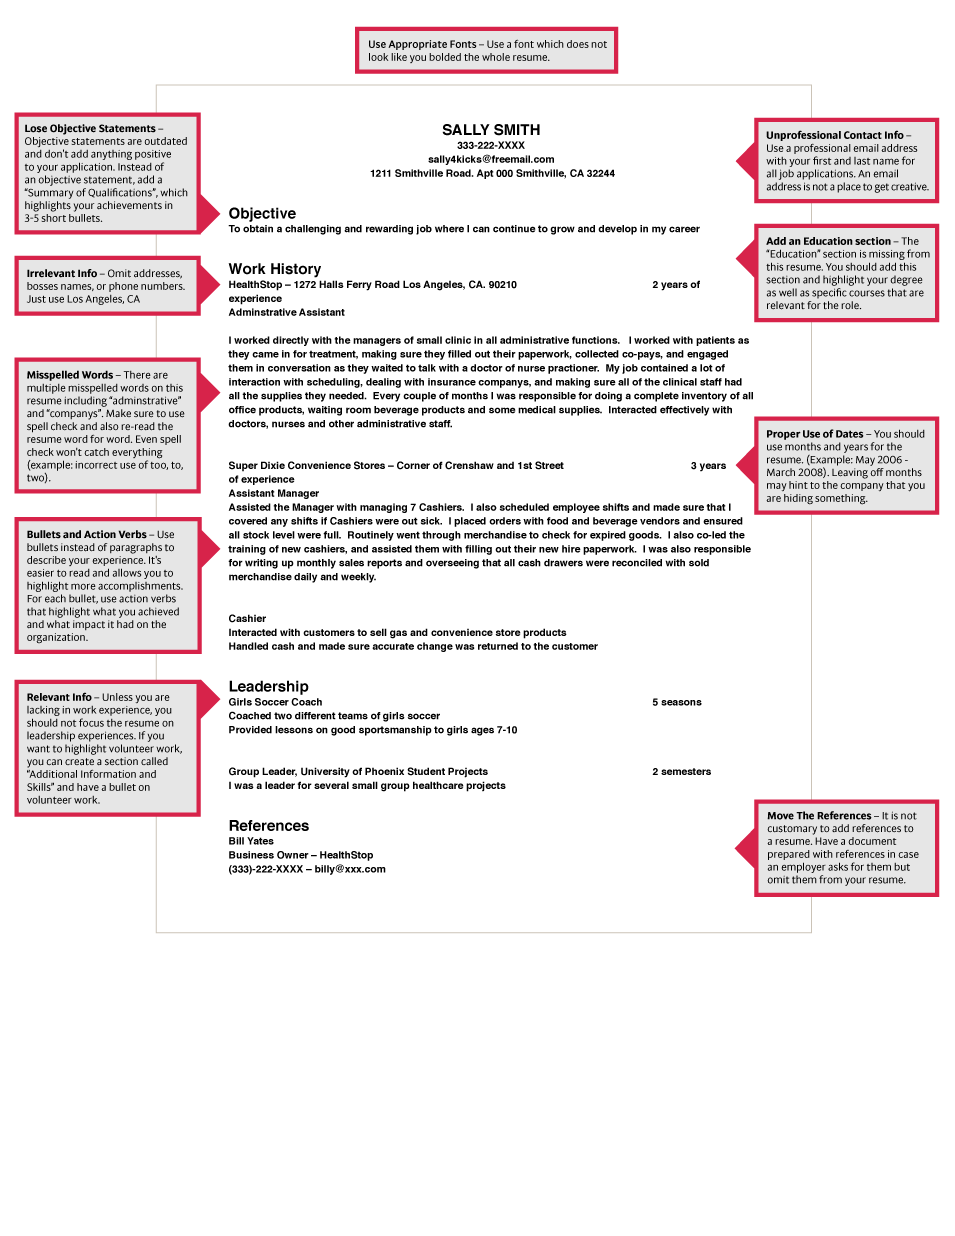 Use Appropriate Fonts – Use a font which does not
look like you bolded the whole resume.
Lose Objective Statements –
Objective statements are outdated
and don't add anything positive
to your application. Instead of
an objective statement, add a
“Summary of Qualifications”, which
highlights your achievements in
3-5 short bullets.
Irrelevant Info – Omit addresses,
bosses names, or phone numbers.
Just use Los Angeles, CA
Misspelled Words – There are
multiple misspelled words on this
resume including “adminstrative”
and “companys”. Make sure to use
spell check and also re-read the
resume word for word. Even spell
check won't catch everything
(example: incorrect use of too, to,
two).
Bullets and Action Verbs – Use
bullets instead of paragraphs to
describe your experience. It's
easier to read and allows you to
highlight more accomplishments.
For each bullet, use action verbs
that highlight what you achieved
and what impact it had on the
organization.
Relevant Info – Unless you are
lacking in work experience, you
should not focus the resume on
leadership experiences. If you
want to highlight volunteer work,
you can create a section called
“Additional Information and
Skills” and have a bullet on
volunteer work.
SALLY SMITH
333-222-XXXX
sally4kicks@freemail.com
1211 Smithville Road. Apt 000 Smithville, CA 32244
Objective
To obtain a challenging and rewarding job where I can continue to grow and develop in my career
Work History
HealthStop – 1272 Halls Ferry Road Los Angeles, CA. 90210 2 years of
experience
Adminstrative Assistant
I worked directly with the managers of small clinic in all administrative functions. I worked with patients as
they came in for treatment, making sure they filled out their paperwork, collected co-pays, and engaged
them in conversation as they waited to talk with a doctor of nurse practioner. My job contained a lot of
interaction with scheduling, dealing with insurance companys, and making sure all of the clinical staff had
all the supplies they needed. Every couple of months I was responsible for doing a complete inventory of all
office products, waiting room beverage products and some medical supplies. Interacted effectively with
doctors, nurses and other administrative staff.
Super Dixie Convenience Stores – Corner of Crenshaw and 1st Street 3 years
of experience
Assistant Manager
Assisted the Manager with managing 7 Cashiers. I also scheduled employee shifts and made sure that I
covered any shifts if Cashiers were out sick. I placed orders with food and beverage vendors and ensured
all stock level were full. Routinely went through merchandise to check for expired goods. I also co-led the
training of new cashiers, and assisted them with filling out their new hire paperwork. I was also responsible
for writing up monthly sales reports and overseeing that all cash drawers were reconciled with sold
merchandise daily and weekly.
Cashier
Interacted with customers to sell gas and convenience store products
Handled cash and made sure accurate change was returned to the customer
Leadership
Girls Soccer Coach 5 seasons
Coached two different teams of girls soccer
Provided lessons on good sportsmanship to girls ages 7-10
Group Leader, University of Phoenix Student Projects 2 semesters
I was a leader for several small group healthcare projects
References
Bill Yates
Business Owner – HealthStop
(333)-222-XXXX – billy@xxx.com
Unprofessional Contact Info –
Use a professional email address
with your first and last name for
all job applications. An email
address is not a place to get creative.
Add an Education section – The
“Education” section is missing from
this resume. You should add this
section and highlight your degree
as well as specific courses that are
relevant for the role.
Proper Use of Dates – You should
use months and years for the
resume. (Example: May 2006 -
March 2008). Leaving off months
may hint to the company that you
are hiding something.
Move The References – It is not
customary to add references to
a resume. Have a document
prepared with references in case
an employer asks for them but
omit them from your resume.